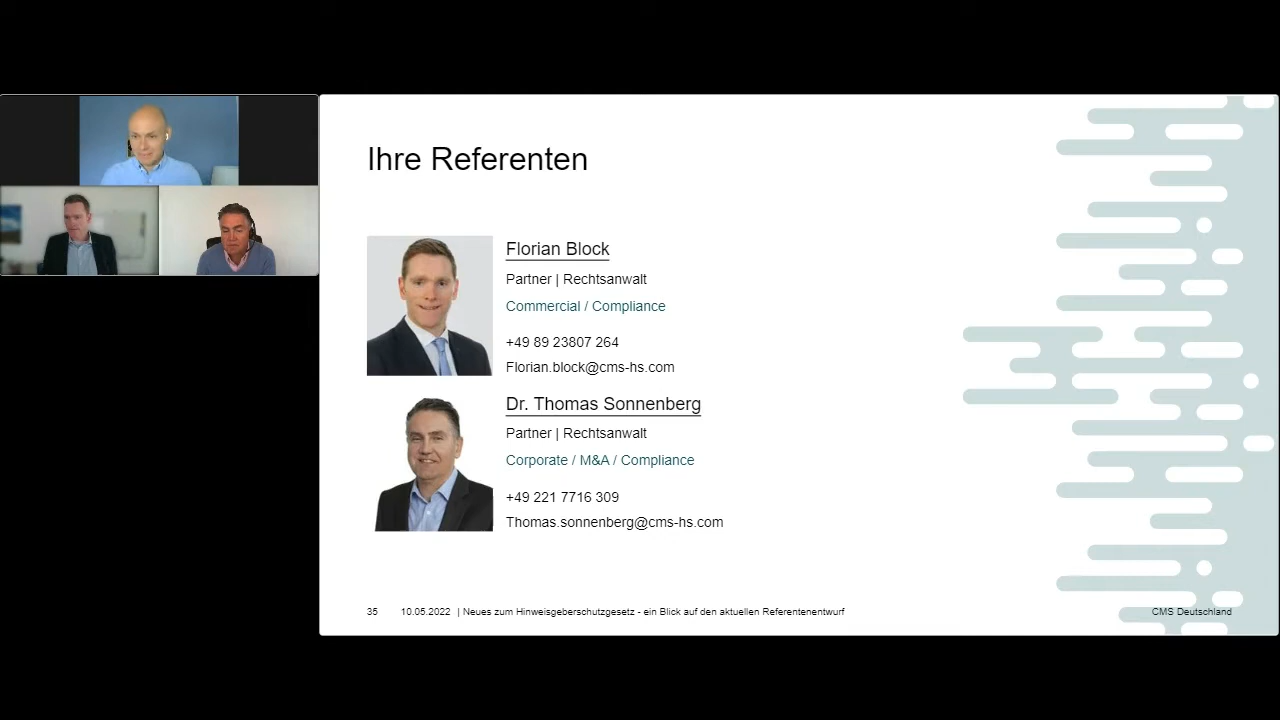 Ihre Referenten
Florian Block
Partner | Rechtsanwalt
Commercial / Compliance
+49 89 23807 264
Florian.block@cms-hs.com
Dr. Thomas Sonnenberg
Partner | Rechtsanwalt
Corporate / M&A / Compliance
+49 221 7716 309
Thomas.sonnenberg@cms-hs.com
35 10.05.2022 | Neues zum Hinweisgeberschutzgesetz - ein Blick auf den aktuellen Referentenentwurf CMS Deutschland